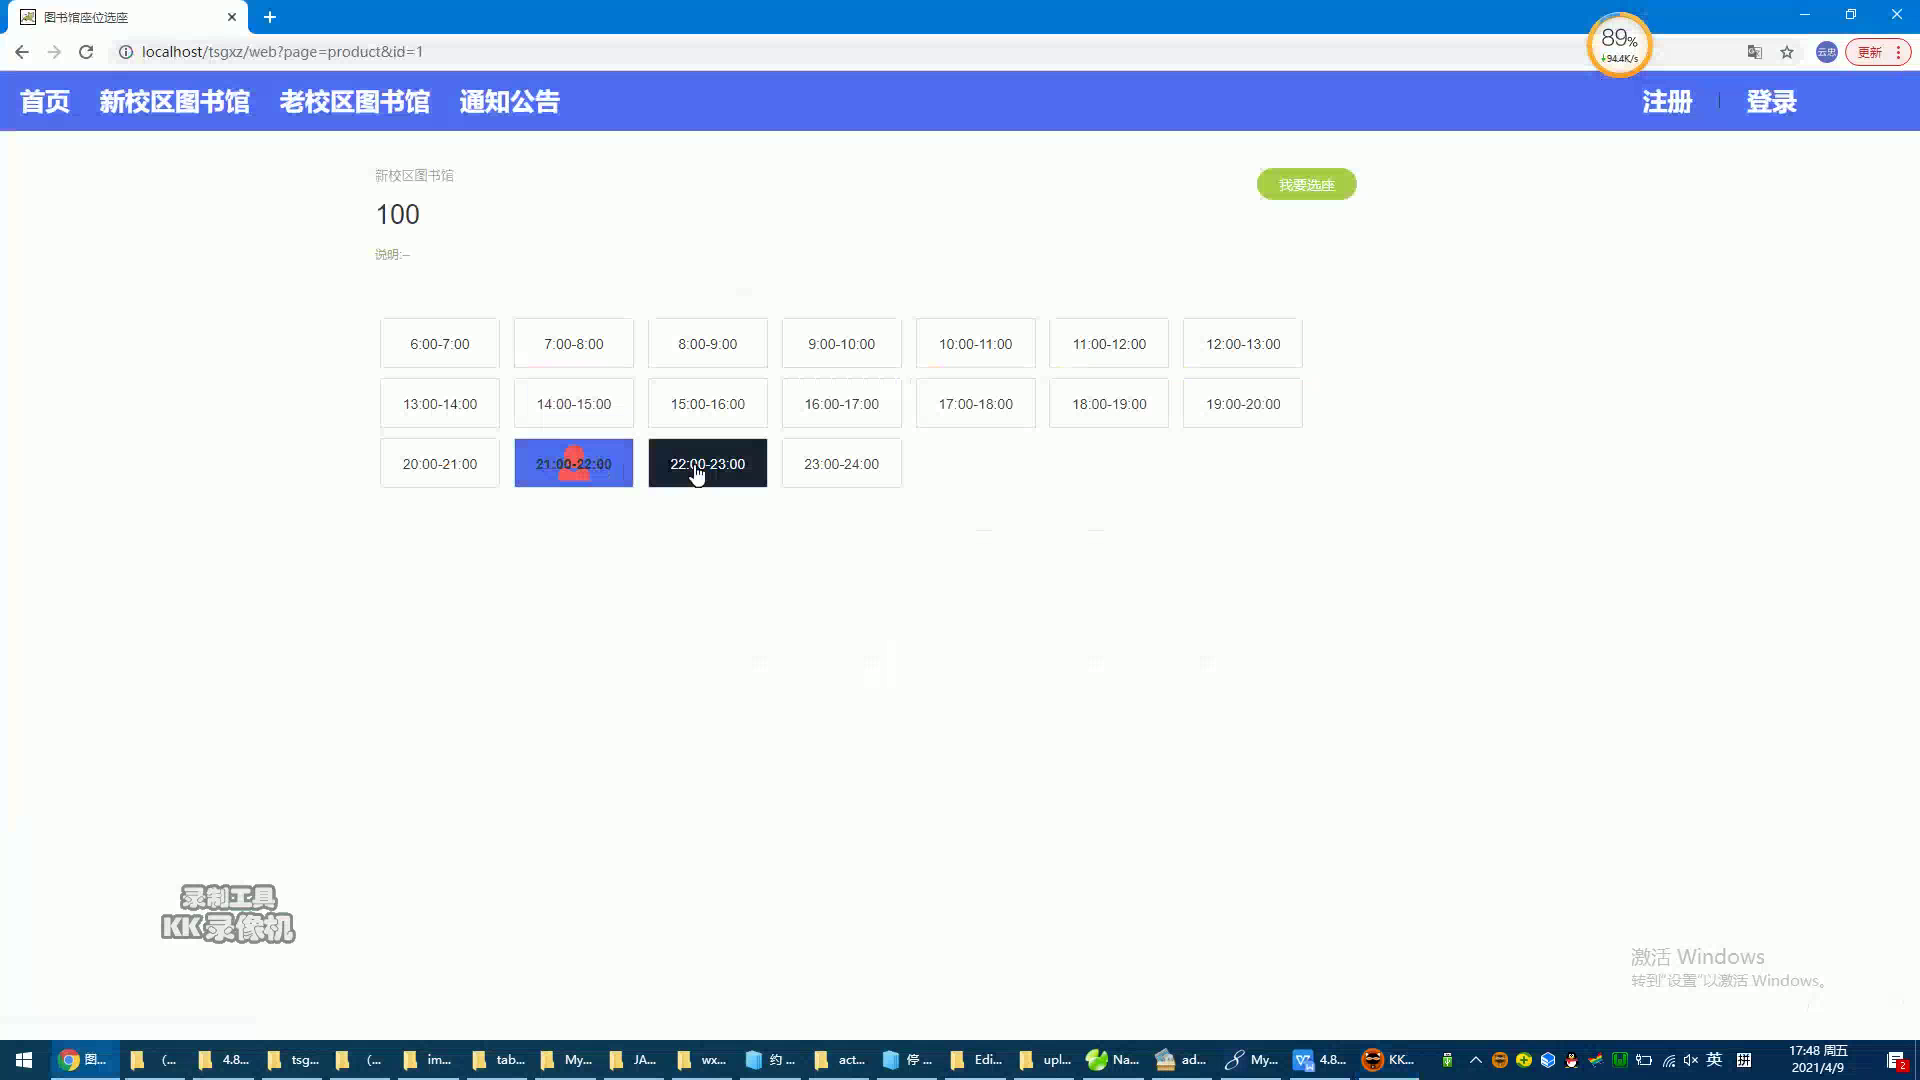 图书馆座位选座
localhost/tsgxz/web?page=product&id=1
89%
94.4K/s
云忠
更新
首页 新校区图书馆 老校区图书馆 通知公告
注册 登录
新校区图书馆
我要选座
100
说明:--
6:00-7:00 7:00-8:00 8:00-9:00 9:00-10:00 10:00-11:00 11:00-12:00 12:00-13:00
13:00-14:00 14:00-15:00 15:00-16:00 16:00-17:00 17:00-18:00 18:00-19:00 19:00-20:00
20:00-21:00 21:00-22:00 22:00-23:00 23:00-24:00
录制工具
KK录像机
激活 Windows
转到"设置"以激活 Windows。
图... (... 4.8... tsg... (... im... tab... My... JA... wx... 约 ... act... 停 ... Edi... upl... Na... ad... My... 4.8... KK... 英 拼
17:48 周五
2021/4/9
2